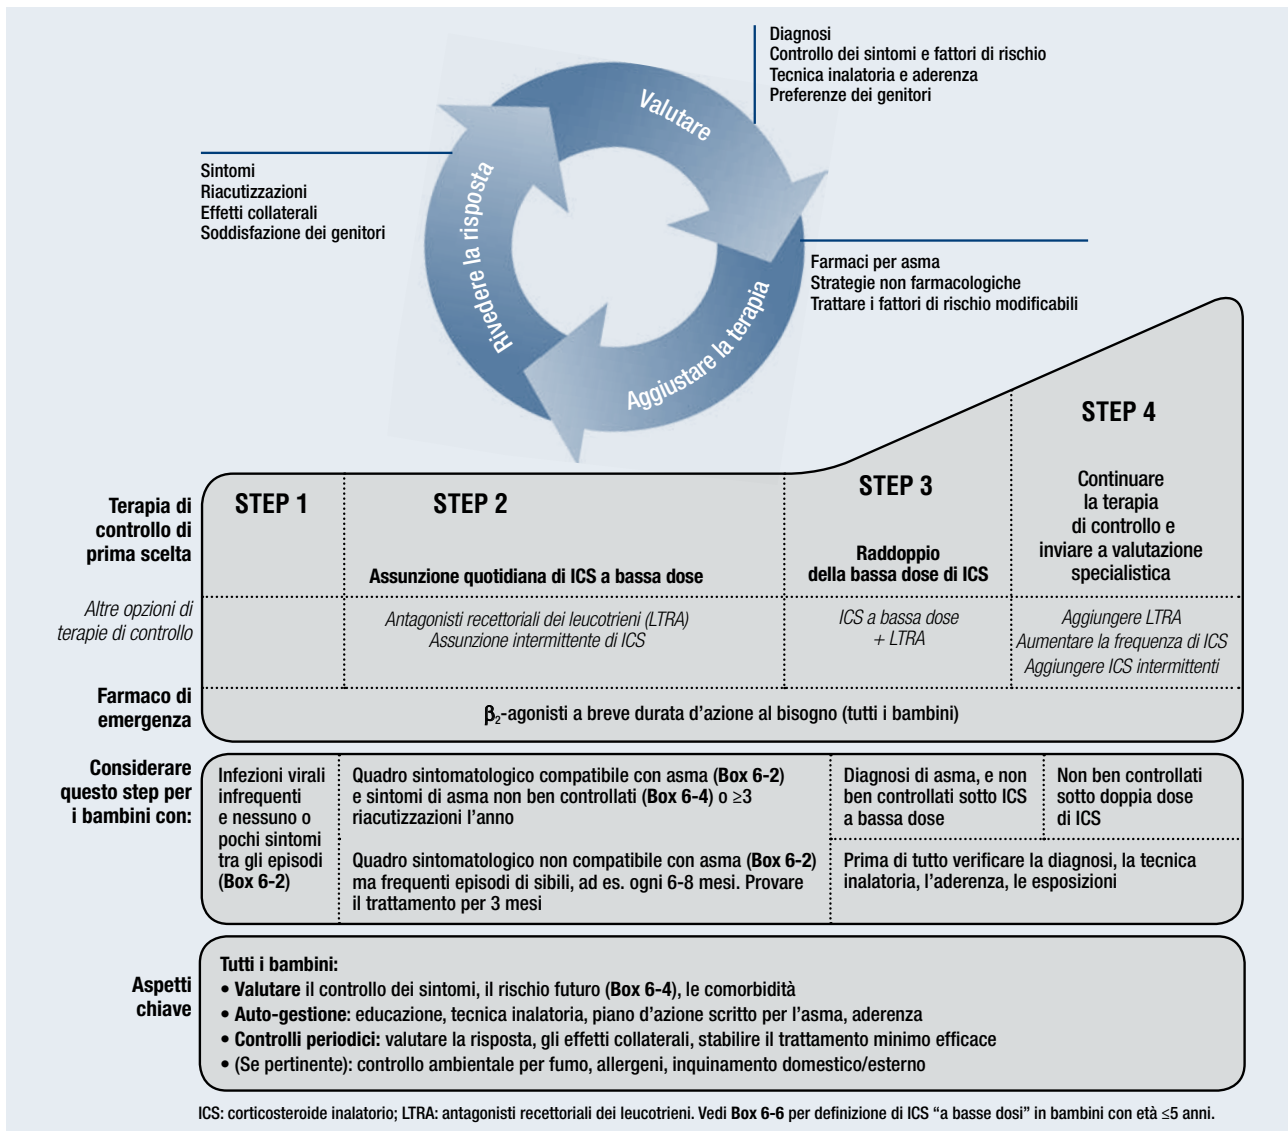 Diagnosi
Controllo dei sintomi e fattori di rischio
Tecnica inalatoria e aderenza
Preferenze dei genitori
Valutare
Sintomi
Riacutizzazioni
Effetti collaterali
Soddisfazione dei genitori
Rivedere la risposta
Farmaci per asma
Strategie non farmacologiche
Trattare i fattori di rischio modificabili
Aggiustare la terapia
Terapia di
controllo di
prima scelta
STEP 1
STEP 2
Assunzione quotidiana di ICS a bassa dose
STEP 3
Raddoppio
della bassa dose di ICS
STEP 4
Continuare
la terapia
di controllo e
inviare a valutazione
specialistica
Altre opzioni di
terapie di controllo
Antagonisti recettoriali dei leucotrieni (LTRA)
Assunzione intermittente di ICS
ICS a bassa dose
+ LTRA
Aggiungere LTRA
Aumentare la frequenza di ICS
Aggiungere ICS intermittenti
Farmaco di
emergenza
β₂-agonisti a breve durata d'azione al bisogno (tutti i bambini)
Considerare
questo step per
i bambini con:
Infezioni virali
infrequenti
e nessuno o
pochi sintomi
tra gli episodi
(Box 6-2)
Quadro sintomatologico compatibile con asma (Box 6-2)
e sintomi di asma non ben controllati (Box 6-4) o ≥3
riacutizzazioni l'anno
Quadro sintomatologico non compatibile con asma (Box 6-2)
ma frequenti episodi di sibili, ad es. ogni 6-8 mesi. Provare
il trattamento per 3 mesi
Diagnosi di asma, e non
ben controllati sotto ICS
a bassa dose
Non ben controllati
sotto doppia dose
di ICS
Prima di tutto verificare la diagnosi, la tecnica
inalatoria, l'aderenza, le esposizioni
Aspetti
chiave
Tutti i bambini:
• Valutare il controllo dei sintomi, il rischio futuro (Box 6-4), le comorbidità
• Auto-gestione: educazione, tecnica inalatoria, piano d'azione scritto per l'asma, aderenza
• Controlli periodici: valutare la risposta, gli effetti collaterali, stabilire il trattamento minimo efficace
• (Se pertinente): controllo ambientale per fumo, allergeni, inquinamento domestico/esterno
ICS: corticosteroide inalatorio; LTRA: antagonisti recettoriali dei leucotrieni. Vedi Box 6-6 per definizione di ICS “a basse dosi” in bambini con età ≤5 anni.